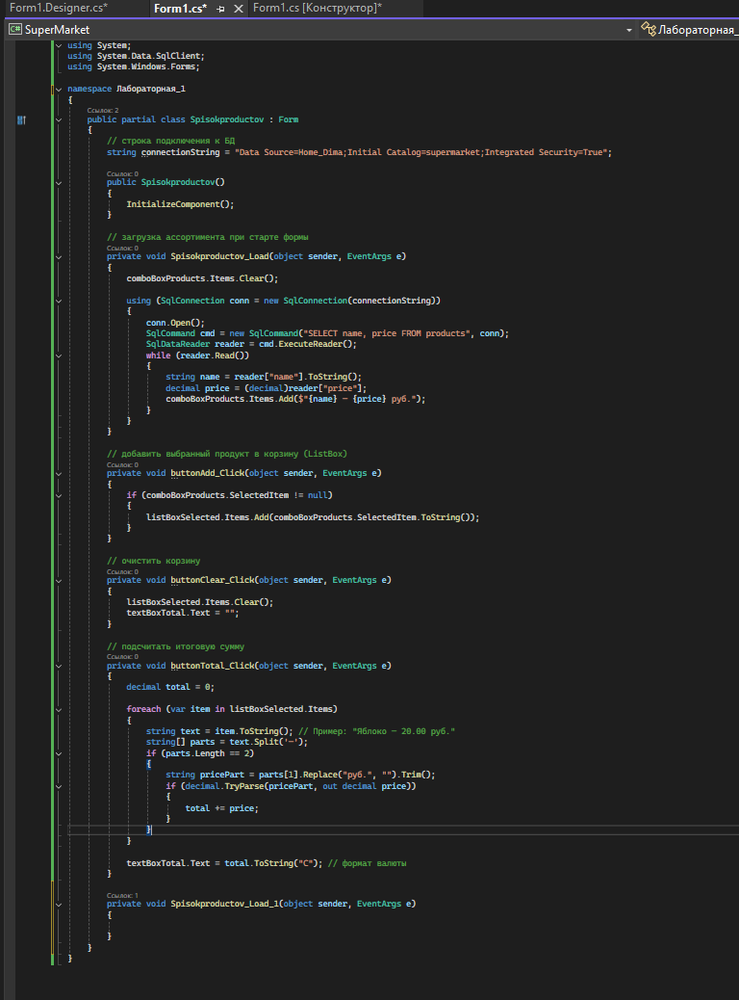 Form1.Designer.cs*
Form1.cs*
Form1.cs [Конструктор]*
C# SuperMarket
Лабораторная_
using System;
using System.Data.SqlClient;
using System.Windows.Forms;
namespace Лабораторная_1
{
Ссылок: 2
public partial class Spisokproductov : Form
{
// строка подключения к БД
string connectionString = "Data Source=Home_Dima;Initial Catalog=supermarket;Integrated Security=True";
Ссылок: 0
public Spisokproductov()
{
InitializeComponent();
}
// загрузка ассортимента при старте формы
Ссылок: 0
private void Spisokproductov_Load(object sender, EventArgs e)
{
comboBoxProducts.Items.Clear();
using (SqlConnection conn = new SqlConnection(connectionString))
{
conn.Open();
SqlCommand cmd = new SqlCommand("SELECT name, price FROM products", conn);
SqlDataReader reader = cmd.ExecuteReader();
while (reader.Read())
{
string name = reader["name"].ToString();
decimal price = (decimal)reader["price"];
comboBoxProducts.Items.Add($"{name} — {price} руб.");
}
}
}
// добавить выбранный продукт в корзину (ListBox)
Ссылок: 0
private void buttonAdd_Click(object sender, EventArgs e)
{
if (comboBoxProducts.SelectedItem != null)
{
listBoxSelected.Items.Add(comboBoxProducts.SelectedItem.ToString());
}
}
// очистить корзину
Ссылок: 0
private void buttonClear_Click(object sender, EventArgs e)
{
listBoxSelected.Items.Clear();
textBoxTotal.Text = "";
}
// подсчитать итоговую сумму
Ссылок: 0
private void buttonTotal_Click(object sender, EventArgs e)
{
decimal total = 0;
foreach (var item in listBoxSelected.Items)
{
string text = item.ToString(); // Пример: "Яблоко — 20.00 руб."
string[] parts = text.Split('—');
if (parts.Length == 2)
{
string pricePart = parts[1].Replace("руб.", "").Trim();
if (decimal.TryParse(pricePart, out decimal price))
{
total += price;
}
}
}
textBoxTotal.Text = total.ToString("C"); // формат валюты
}
Ссылок: 1
private void Spisokproductov_Load_1(object sender, EventArgs e)
{
}
}
}